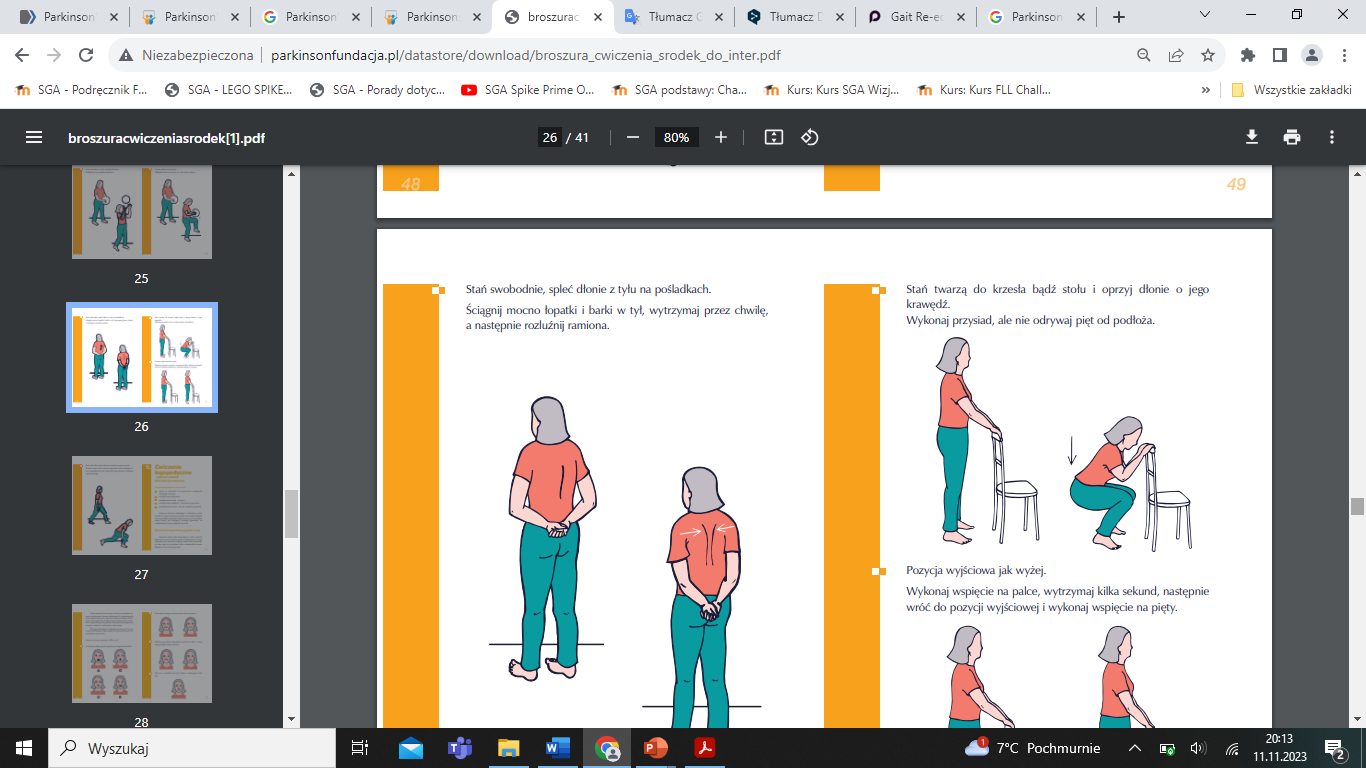 Parkinson
Parkinson
Parkinson
Parkinson
broszurac
Tłumacz G
Tłumacz D
Gait Re-ed
Parkinson
Niezabezpieczona
parkinsonfundacja.pl/datastore/download/broszura_cwiczenia_srodek_do_inter.pdf
SGA - Podręcznik F...
SGA - LEGO SPIKE...
SGA - Porady dotyc...
SGA Spike Prime O...
SGA podstawy: Cha...
Kurs: Kurs SGA Wizj...
Kurs: Kurs FLL Chall...
»
Wszystkie zakładki
broszuracwiczeniasrodek[1].pdf
26 / 41
80%
25
26
27
28
48
49
Stań swobodnie, spleć dłonie z tyłu na pośladkach.
Ściągnij mocno łopatki i barki w tył, wytrzymaj przez chwilę,
a następnie rozluźnij ramiona.
Stań twarzą do krzesła bądź stołu i oprzyj dłonie o jego
krawędź.
Wykonaj przysiad, ale nie odrywaj pięt od podłoża.
Pozycja wyjściowa jak wyżej.
Wykonaj wspięcie na palce, wytrzymaj kilka sekund, następnie
wróć do pozycji wyjściowej i wykonaj wspięcie na pięty.
Wyszukaj
1
7°C Pochmurnie
20:13
11.11.2023
2